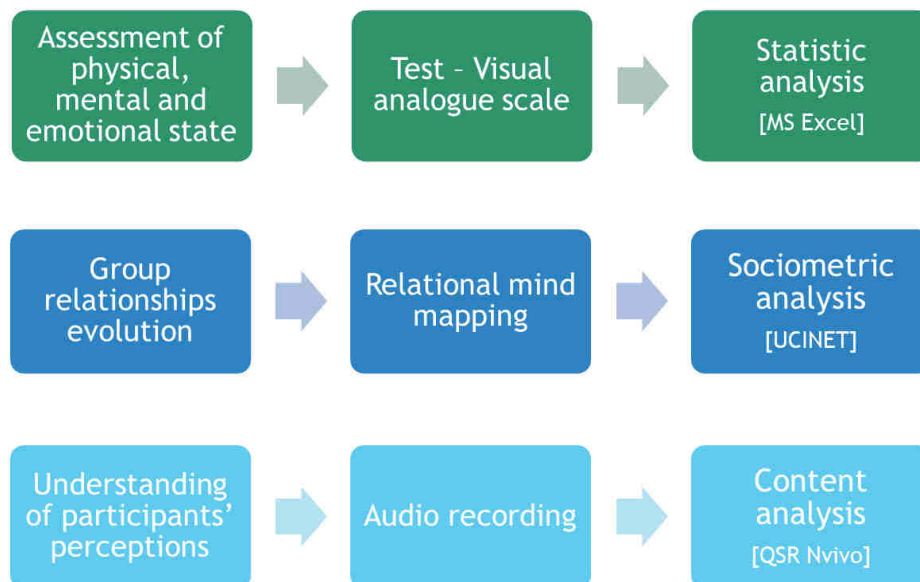 Assessment of
physical,
mental and
emotional state
Test – Visual
analogue scale
Statistic
analysis
[MS Excel]
Group
relationships
evolution
Relational mind
mapping
Sociometric
analysis
[UCINET]
Understanding
of participants’
perceptions
Audio recording
Content
analysis
[QSR Nvivo]